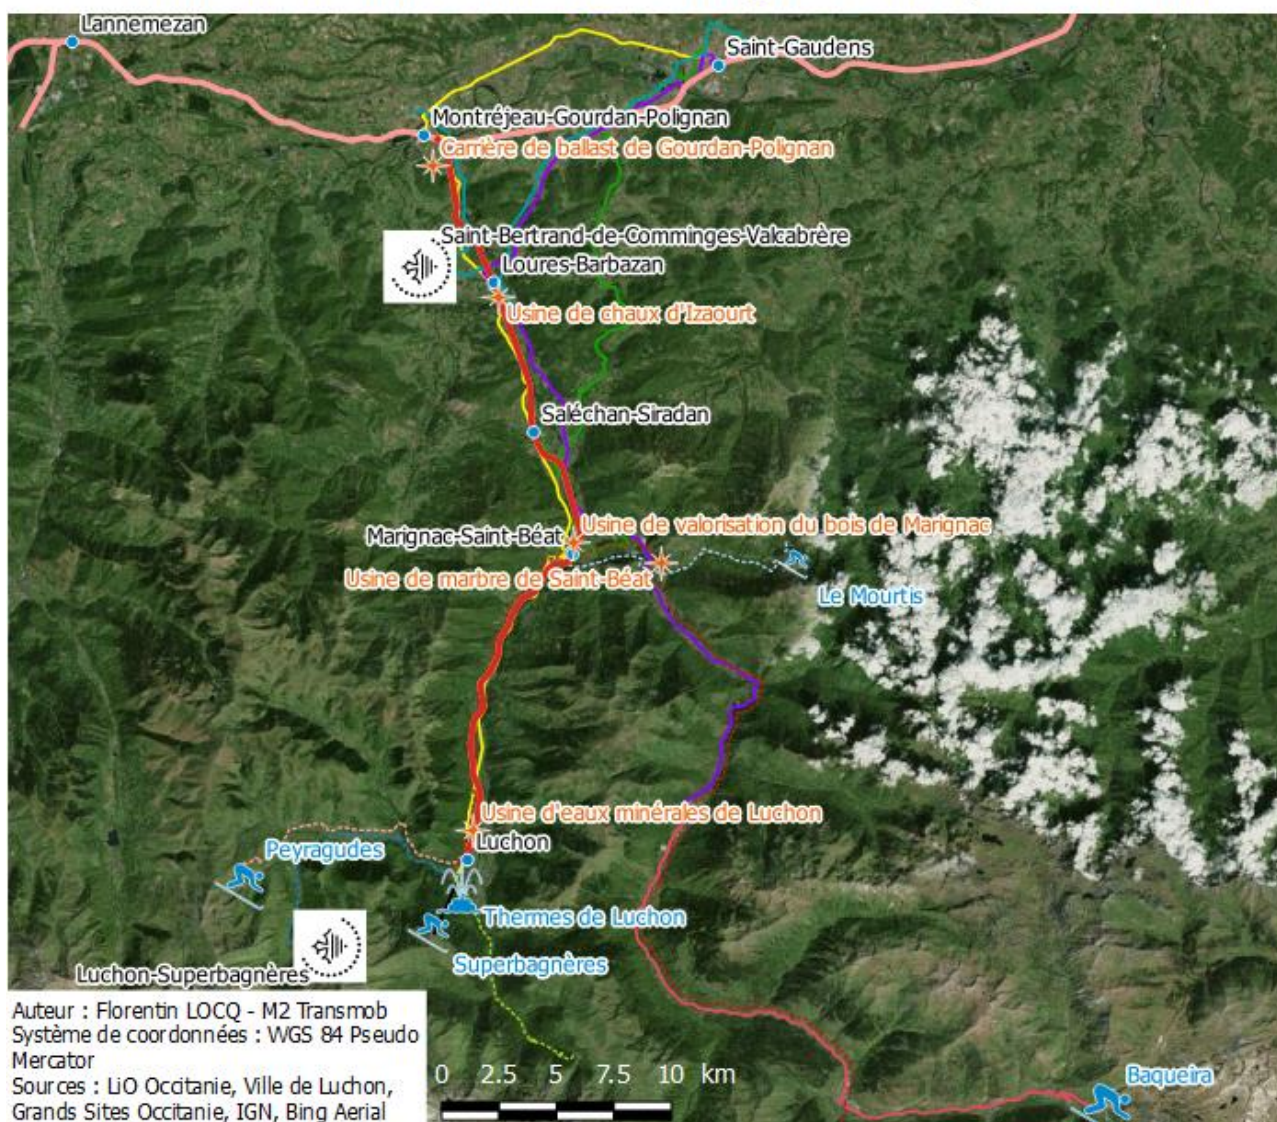 Lannemezan
Saint-Gaudens
Montréjeau-Gourdan-Polignan
Carrière de ballast de Gourdan-Polignan
Saint-Bertrand-de-Comminges-Valcabrère
Loures-Barbazan
Usine de chaux d'Izaourt
Saléchan-Siradan
Usine de valorisation du bois de Marignac
Marignac-Saint-Béat
Usine de marbre de Saint-Béat
Le Mourtis
Usine d'eaux minérales de Luchon
Luchon
Peyragudes
Thermes de Luchon
Superbagnères
Luchon-Superbagnères
Auteur : Florentin LOCQ - M2 Transmob
Système de coordonnées : WGS 84 Pseudo
Mercator
Sources : LiO Occitanie, Ville de Luchon,
Grands Sites Occitanie, IGN, Bing Aerial
0 2.5 5 7.5 10 km
Baqueira